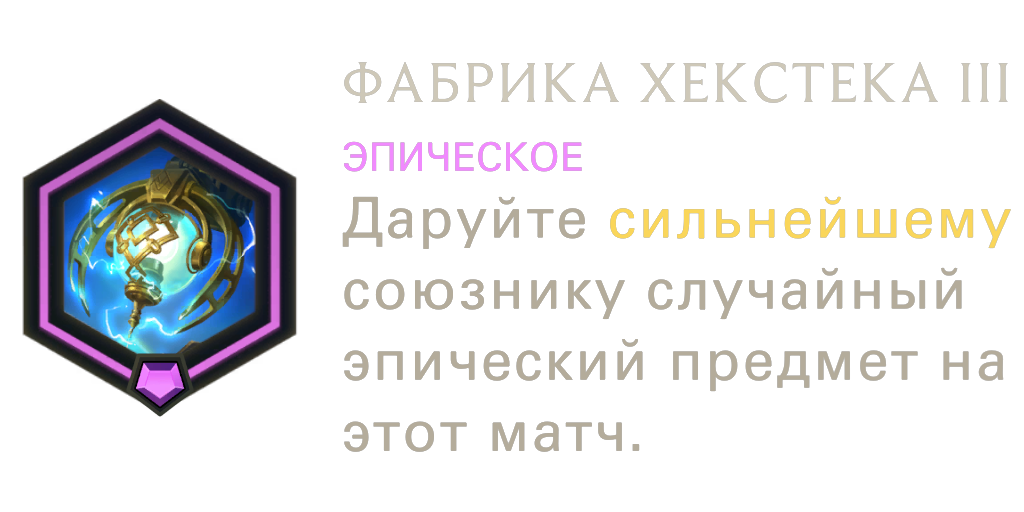 ФАБРИКА ХЕКСТЕКА III
ЭПИЧЕСКОЕ
Даруйте сильнейшему
союзнику случайный
эпический предмет на
этот матч.